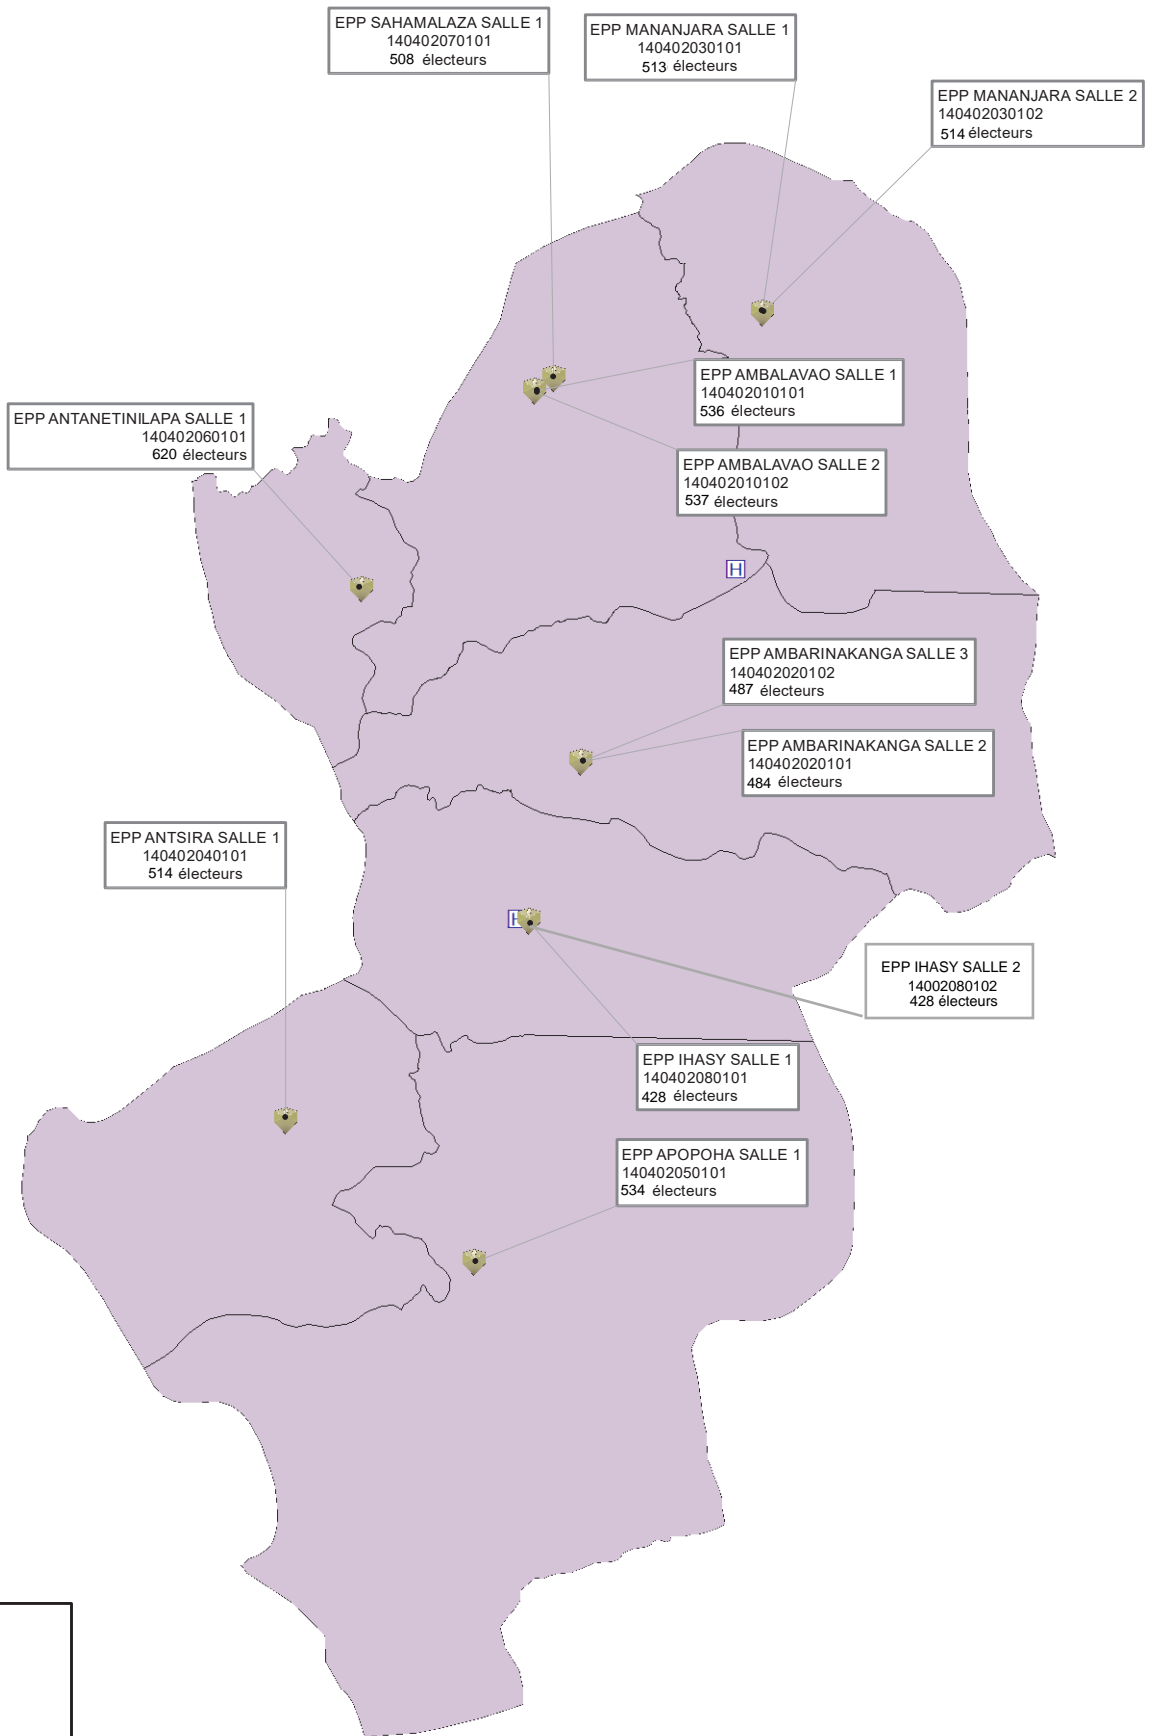 EPP SAHAMALAZA SALLE 1
140402070101
508 électeurs
EPP MANANJARA SALLE 1
140402030101
513 électeurs
EPP MANANJARA SALLE 2
140402030102
514 électeurs
EPP AMBALAVAO SALLE 1
140402010101
536 électeurs
EPP ANTANETINILAPA SALLE 1
140402060101
620 électeurs
EPP AMBALAVAO SALLE 2
140402010102
537 électeurs
H
EPP AMBARINAKANGA SALLE 3
140402020102
487 électeurs
EPP AMBARINAKANGA SALLE 2
140402020101
484 électeurs
EPP ANTSIRA SALLE 1
140402040101
514 électeurs
H
EPP IHASY SALLE 2
14002080102
428 électeurs
EPP IHASY SALLE 1
140402080101
428 électeurs
EPP APOPOHA SALLE 1
140402050101
534 électeurs